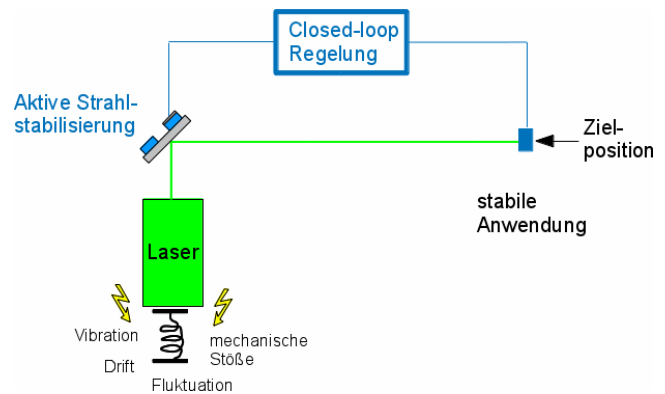 Closed-loop
Regelung
Aktive Strahl-
stabilisierung
Ziel-
position
stabile
Anwendung
Laser
Vibration
mechanische
Stöße
Drift
Fluktuation